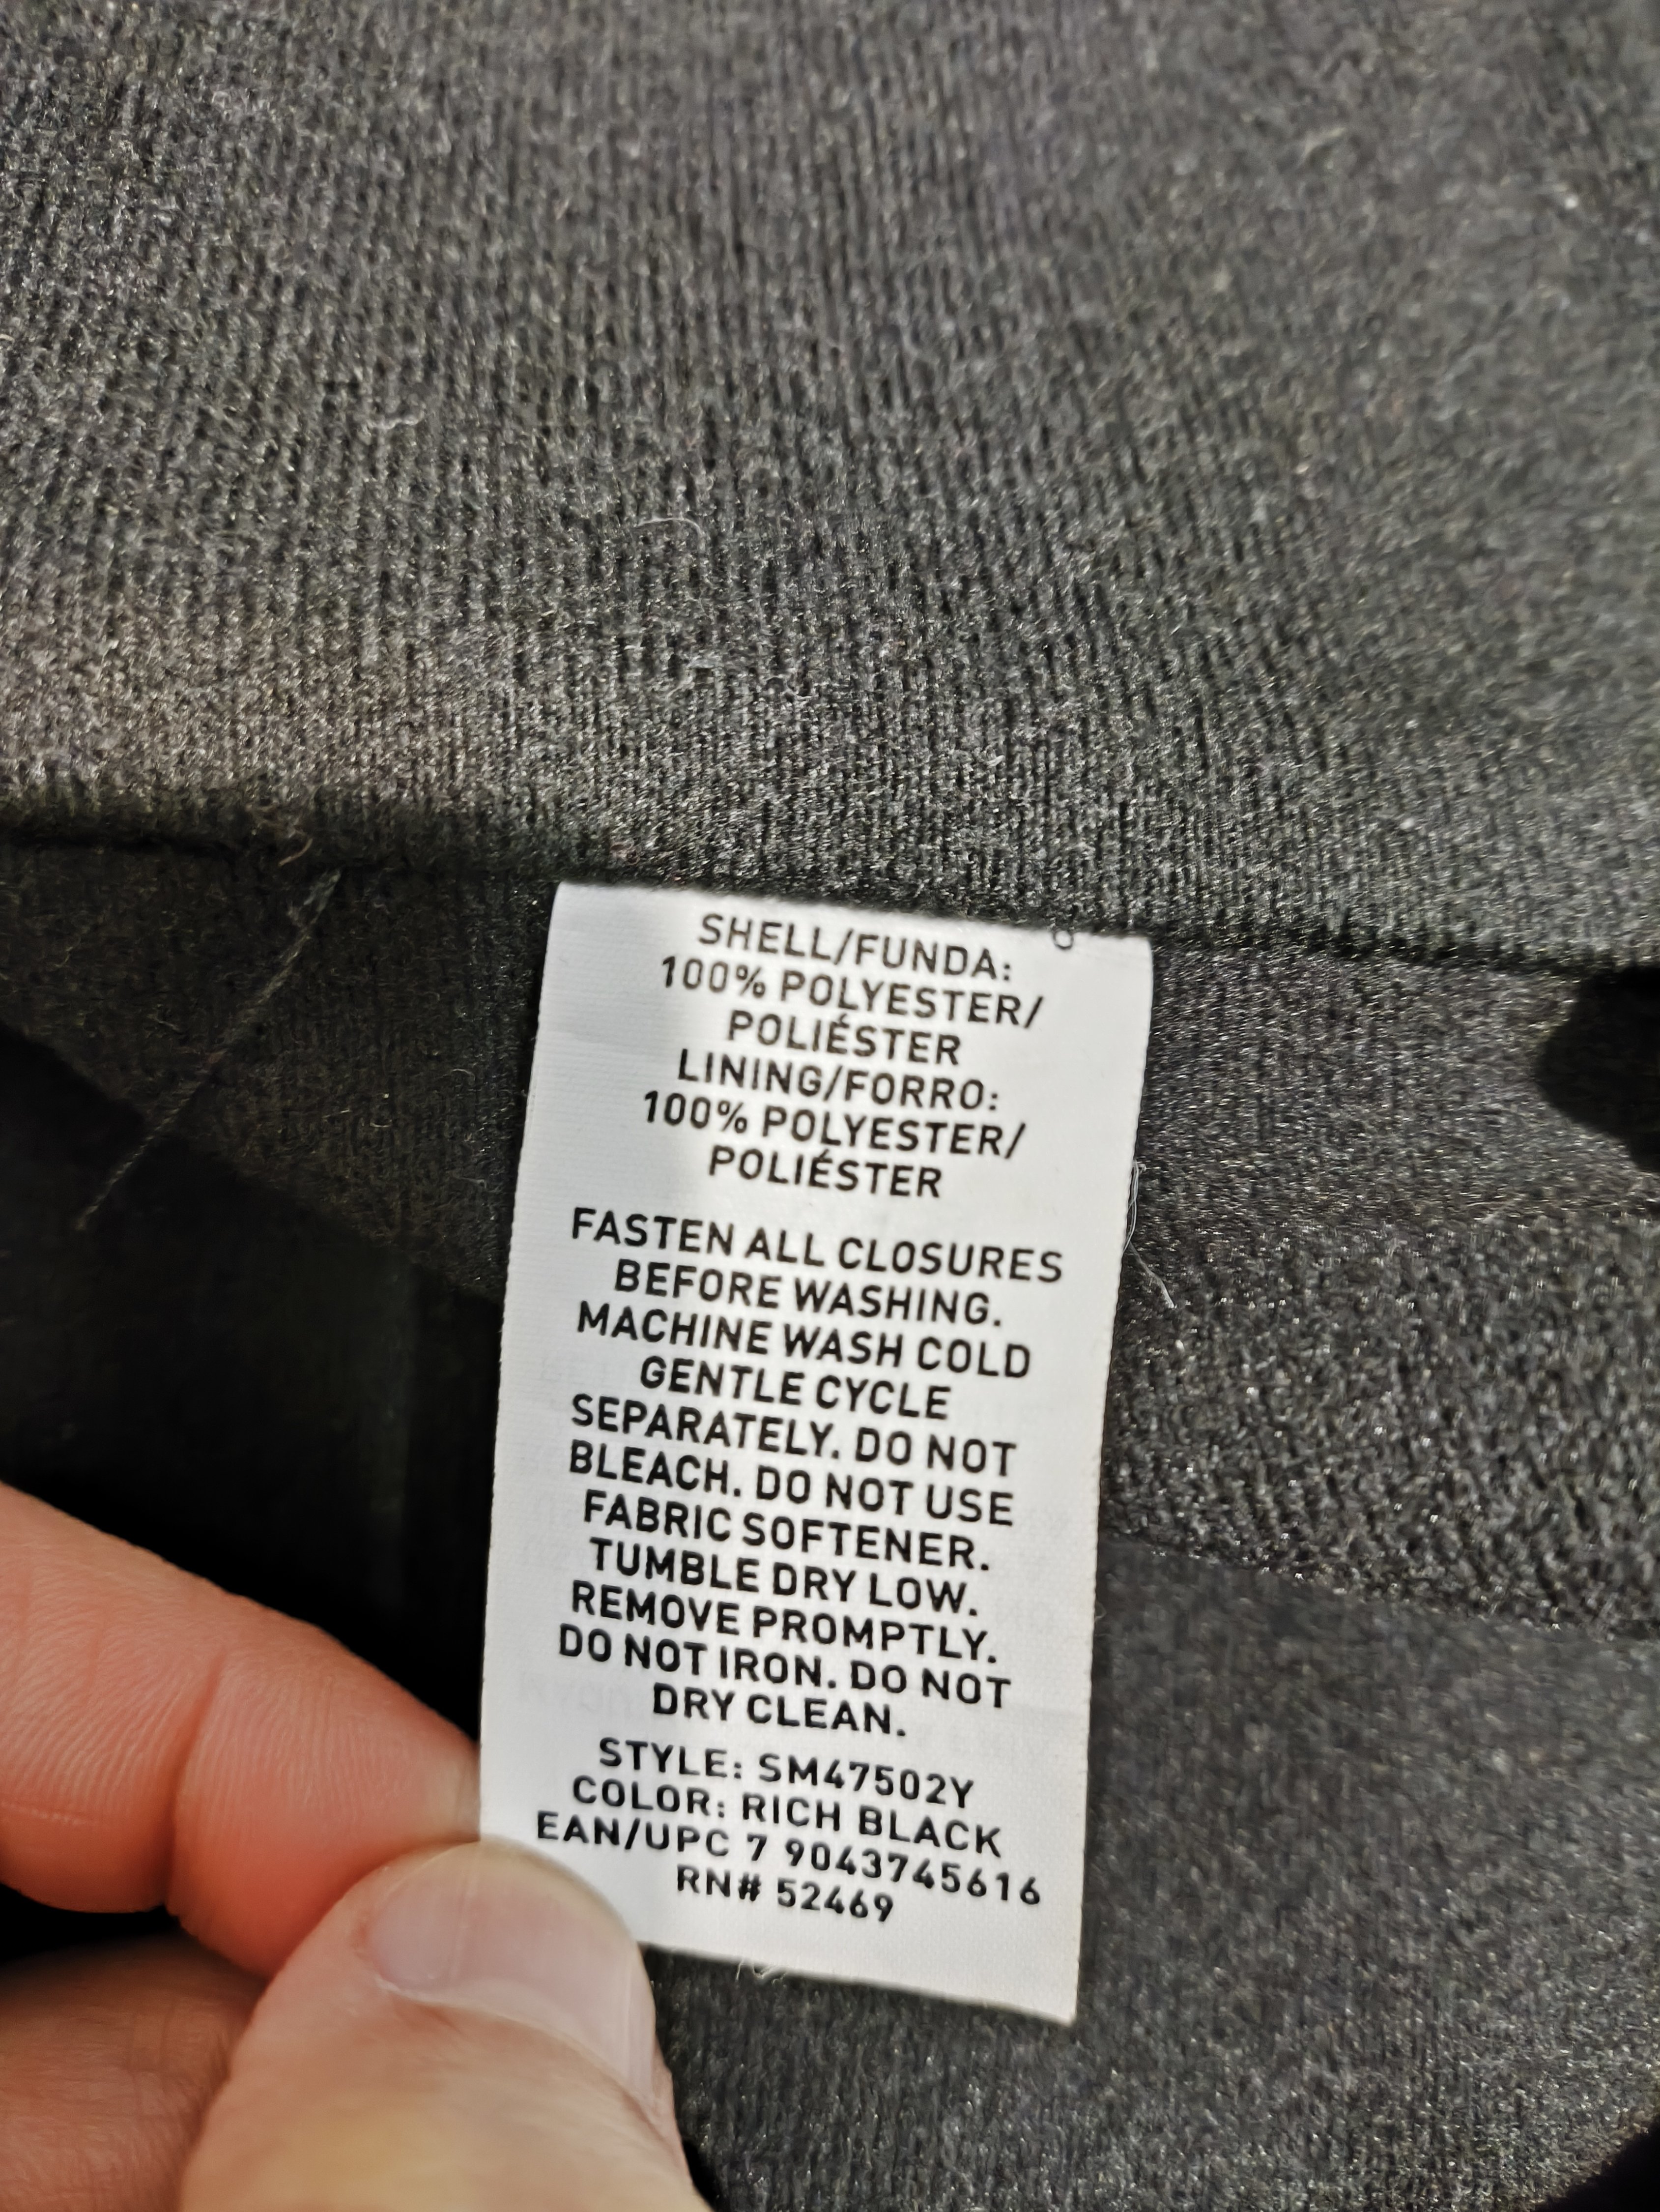 SHELL/FUNDA:
100% POLYESTER/
POLIÉSTER
LINING/FORRO:
100% POLYESTER/
POLIÉSTER
FASTEN ALL CLOSURES
BEFORE WASHING.
MACHINE WASH COLD
GENTLE CYCLE
SEPARATELY. DO NOT
BLEACH. DO NOT USE
FABRIC SOFTENER.
TUMBLE DRY LOW.
REMOVE PROMPTLY.
DO NOT IRON. DO NOT
DRY CLEAN.
STYLE: SM47502Y
COLOR: RICH BLACK
EAN/UPC 7 9043745616
RN# 52469